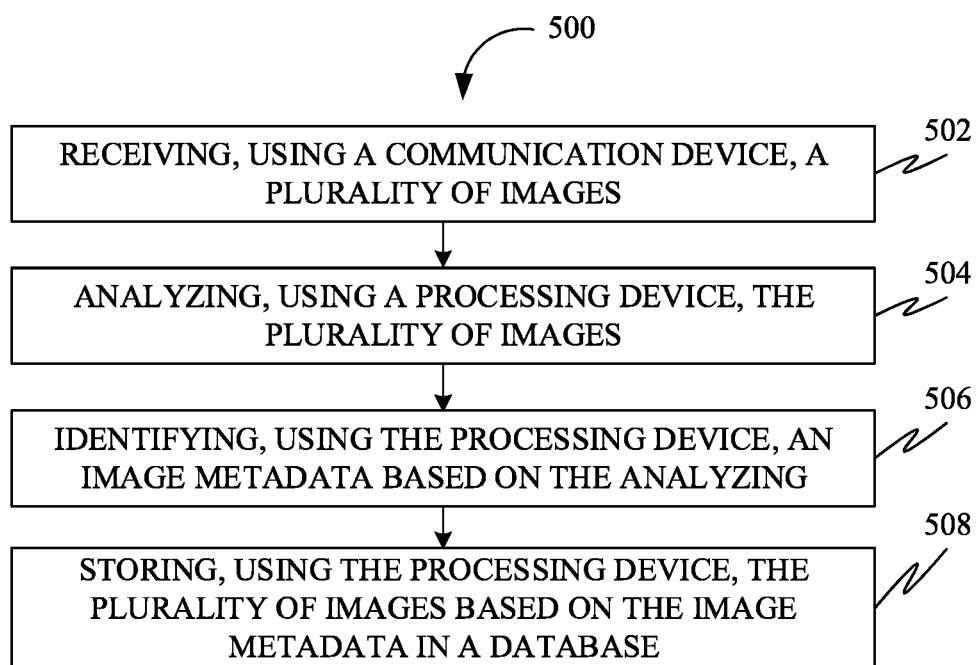 500
502
RECEIVING, USING A COMMUNICATION DEVICE, A
PLURALITY OF IMAGES
504
ANALYZING, USING A PROCESSING DEVICE, THE
PLURALITY OF IMAGES
506
IDENTIFYING, USING THE PROCESSING DEVICE, AN
IMAGE METADATA BASED ON THE ANALYZING
508
STORING, USING THE PROCESSING DEVICE, THE
PLURALITY OF IMAGES BASED ON THE IMAGE
METADATA IN A DATABASE